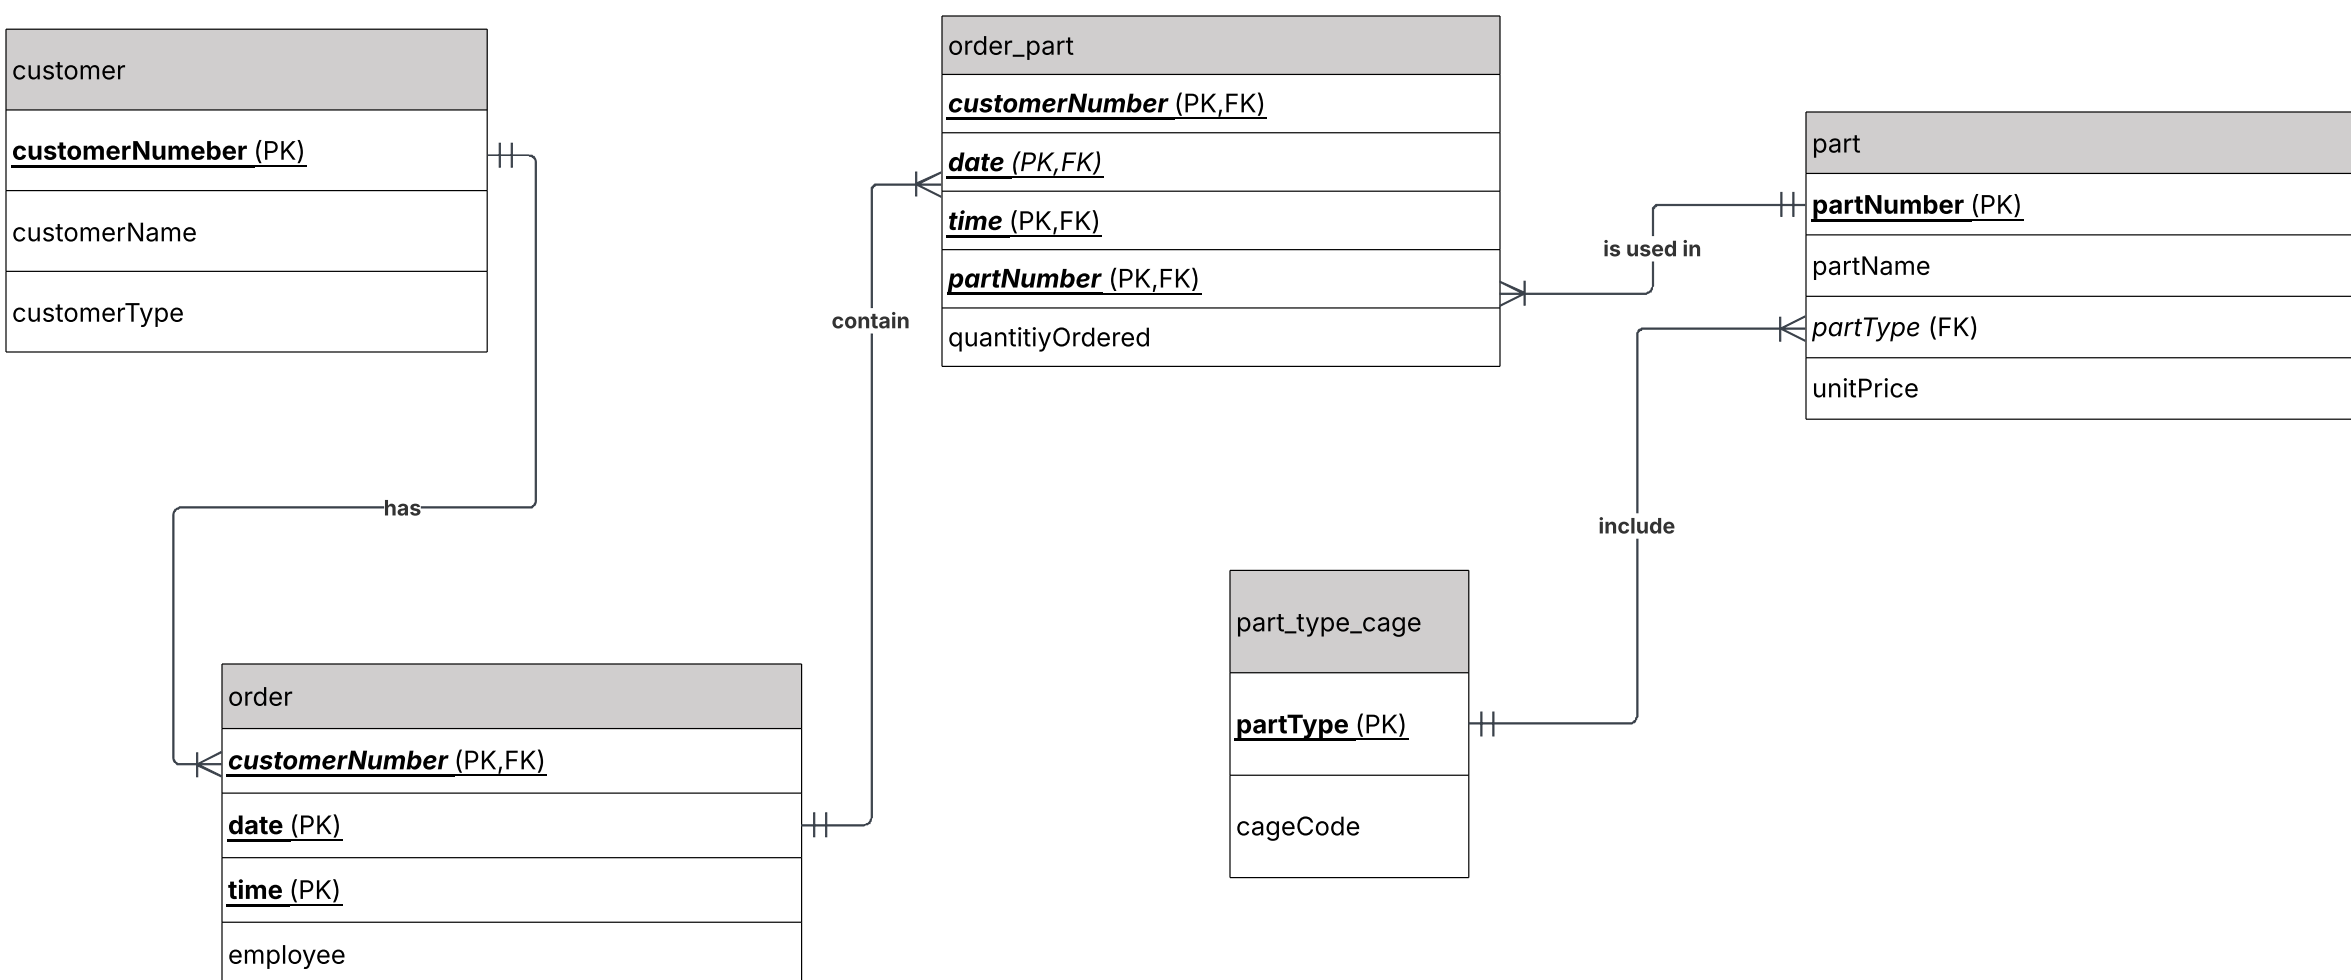 customer
customerNumeber (PK)
customerName
customerType
has
order
customerNumber (PK,FK)
date (PK)
time (PK)
employee
contain
order_part
customerNumber (PK,FK)
date (PK,FK)
time (PK,FK)
partNumber (PK,FK)
quantitiyOrdered
is used in
part
partNumber (PK)
partName
partType (FK)
unitPrice
include
part_type_cage
partType (PK)
cageCode